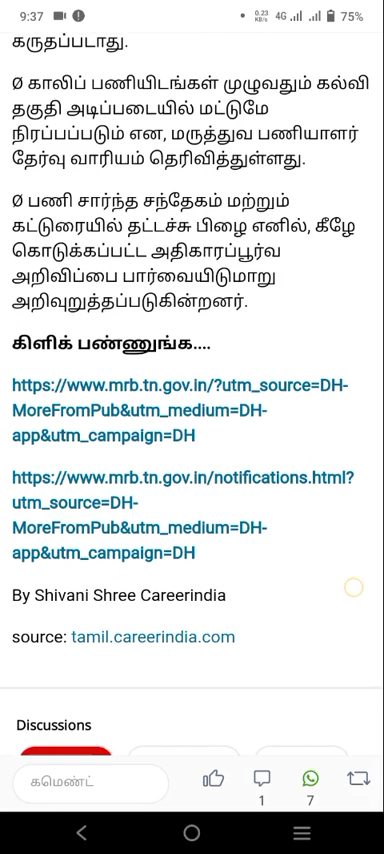 9:37
0.23
KB/s
4G
75%
கருதப்படாது.
Ø காலிப் பணியிடங்கள் முழுவதும் கல்வி
தகுதி அடிப்படையில் மட்டுமே
நிரப்பப்படும் என, மருத்துவ பணியாளர்
தேர்வு வாரியம் தெரிவித்துள்ளது.
Ø பணி சார்ந்த சந்தேகம் மற்றும்
கட்டுரையில் தட்டச்சு பிழை எனில், கீழே
கொடுக்கப்பட்ட அதிகாரப்பூர்வ
அறிவிப்பை பார்வையிடுமாறு
அறிவுறுத்தப்படுகின்றனர்.
கிளிக் பண்ணுங்க....
https://www.mrb.tn.gov.in/?utm_source=DH-
MoreFromPub&utm_medium=DH-
app&utm_campaign=DH
https://www.mrb.tn.gov.in/notifications.html?
utm_source=DH-
MoreFromPub&utm_medium=DH-
app&utm_campaign=DH
By Shivani Shree Careerindia
source: tamil.careerindia.com
Discussions
கமெண்ட்
1
7